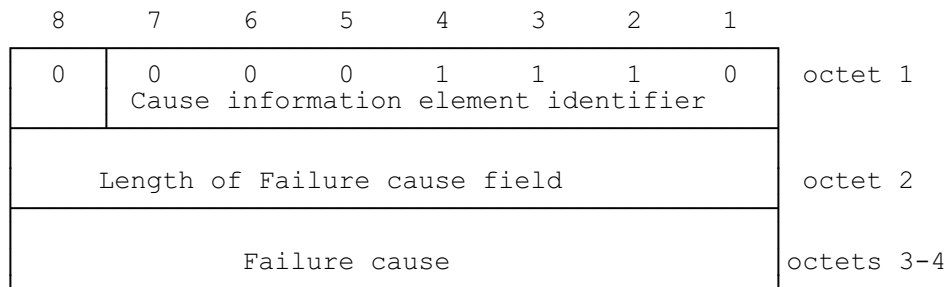 8 7 6 5 4 3 2 1
0 0 0 0 1 1 1 0 octet 1
Cause information element identifier
Length of Failure cause field octet 2
Failure cause octets 3-4